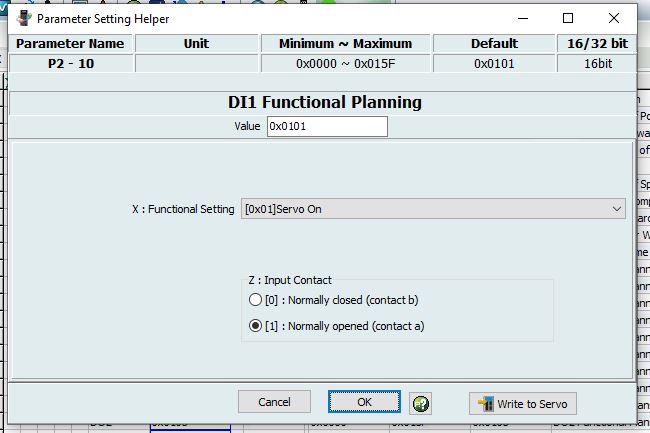 Parameter Setting Helper
Parameter Name Unit Minimum ~ Maximum Default 16/32 bit
P2 - 10 0x0000 ~ 0x015F 0x0101 16bit
DI1 Functional Planning
Value 0x0101
X : Functional Setting [0x01]Servo On
Z : Input Contact
[0] : Normally closed (contact b)
[1] : Normally opened (contact a)
Cancel OK Write to Servo